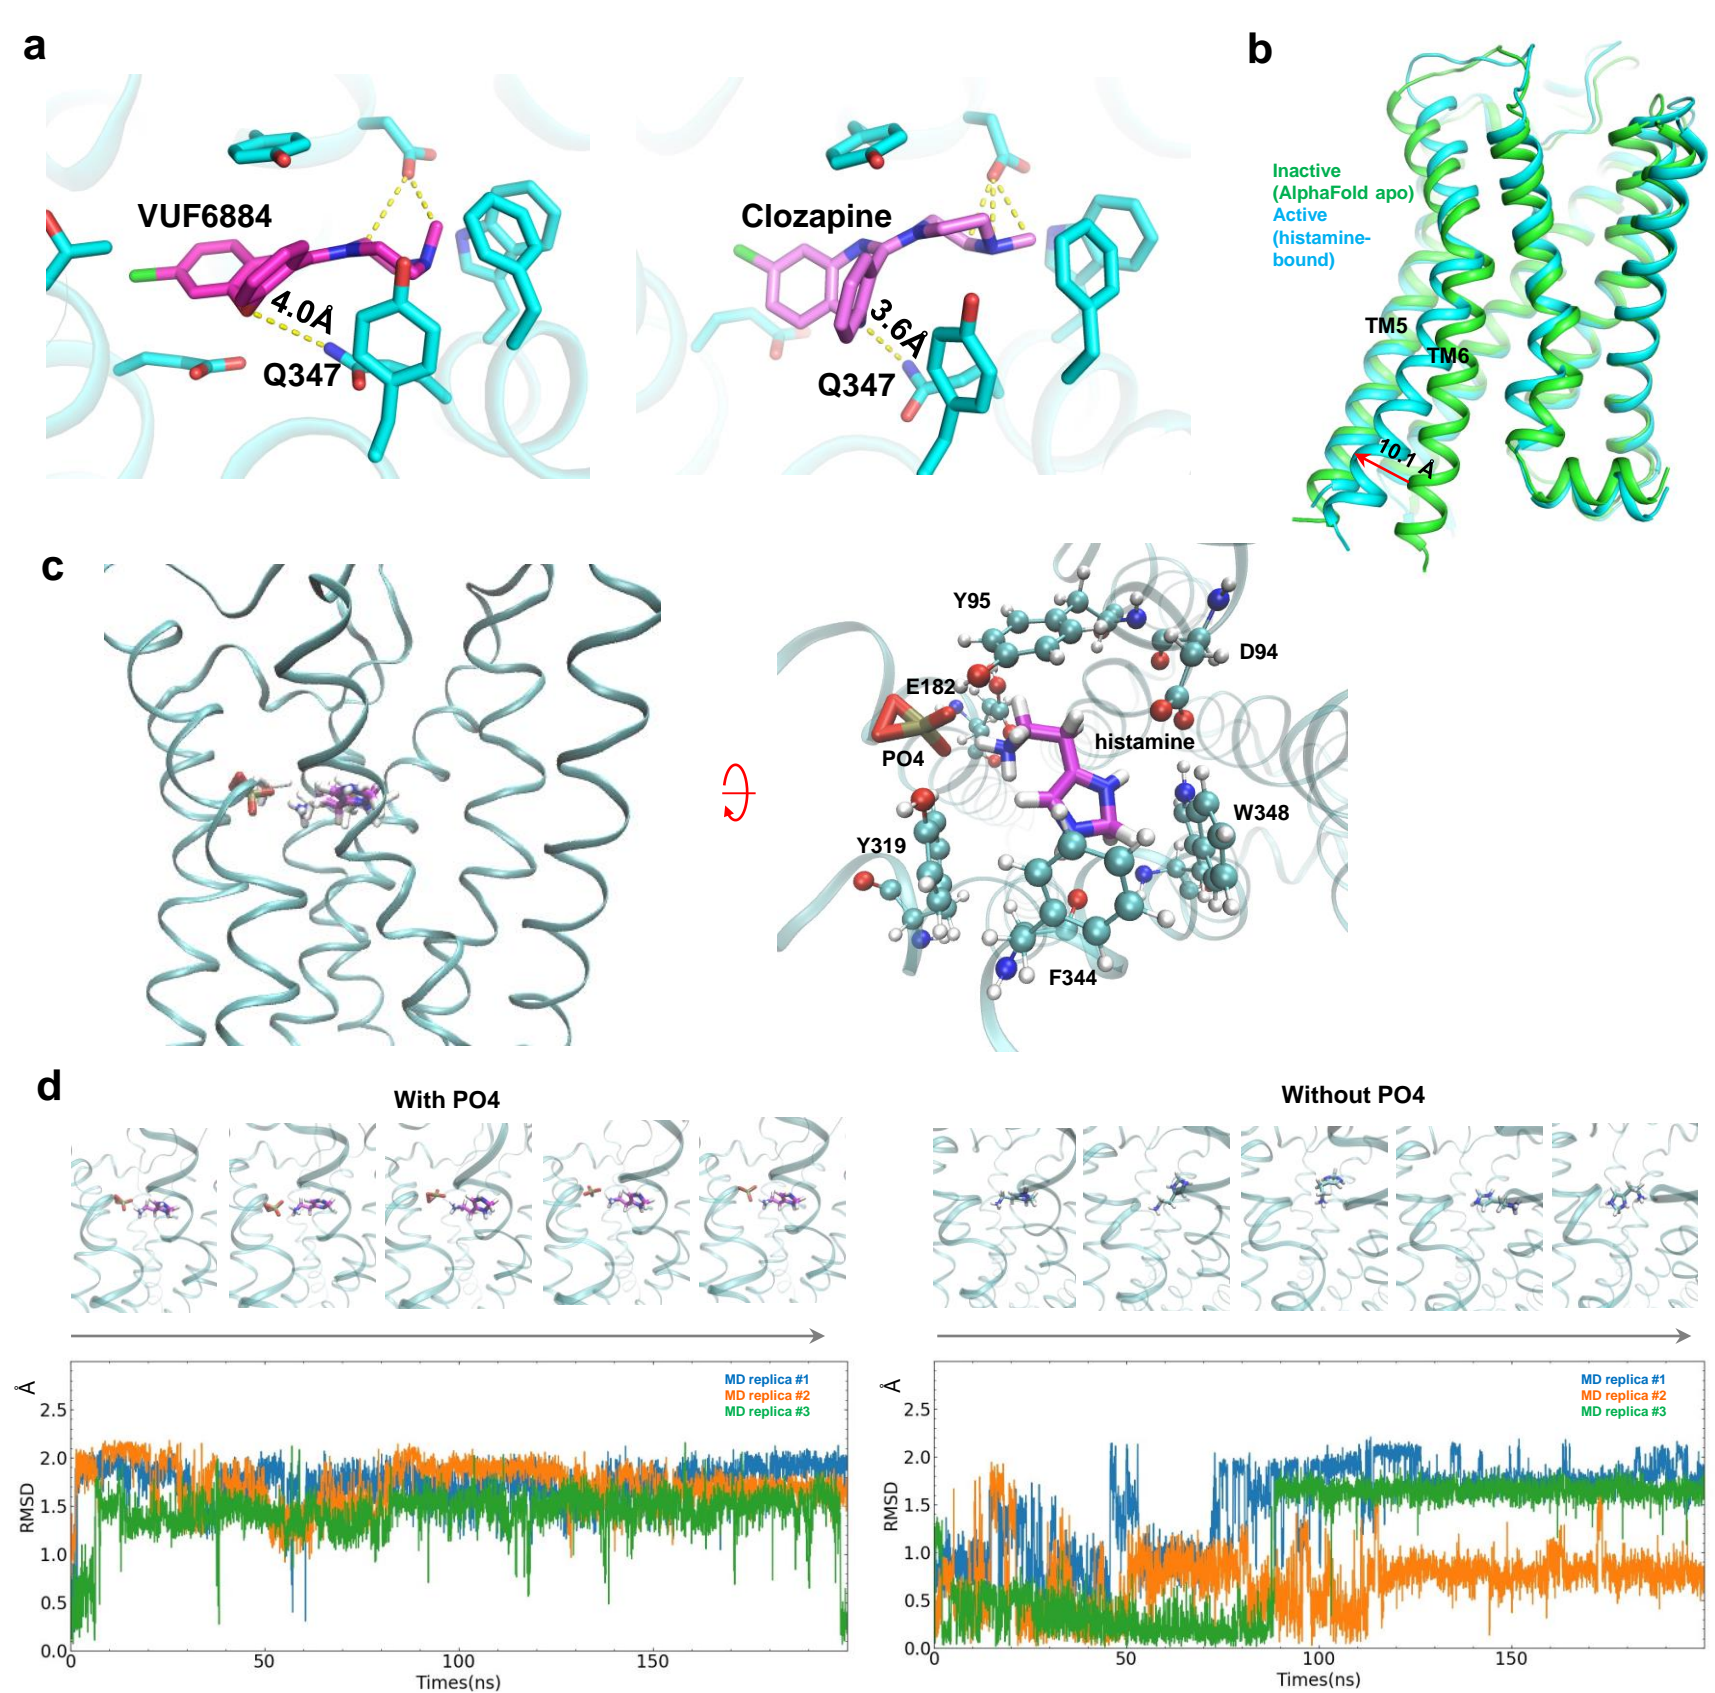 a
VUF6884
4.0Å
Q347
Clozapine
3.6Å
Q347
b
Inactive
(AlphaFold apo)
Active
(histamine-
bound)
TM5
TM6
10.1 Å
c
Y95
D94
E182
PO4
histamine
W348
Y319
F344
d
With PO4
Å
RMSD
MD replica #1
MD replica #2
MD replica #3
2.5
2.0
1.5
1.0
0.5
0.0
0
50
100
150
Times(ns)
Without PO4
Å
RMSD
MD replica #1
MD replica #2
MD replica #3
2.5
2.0
1.5
1.0
0.5
0.0
0
50
100
150
Times(ns)